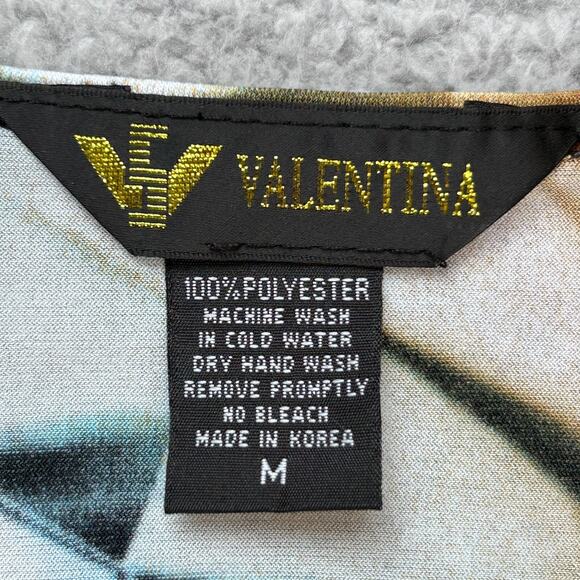 VALENTINA
100% POLYESTER
MACHINE WASH
IN COLD WATER
DRY HAND WASH
REMOVE PROMPTLY
NO BLEACH
MADE IN KOREA
M